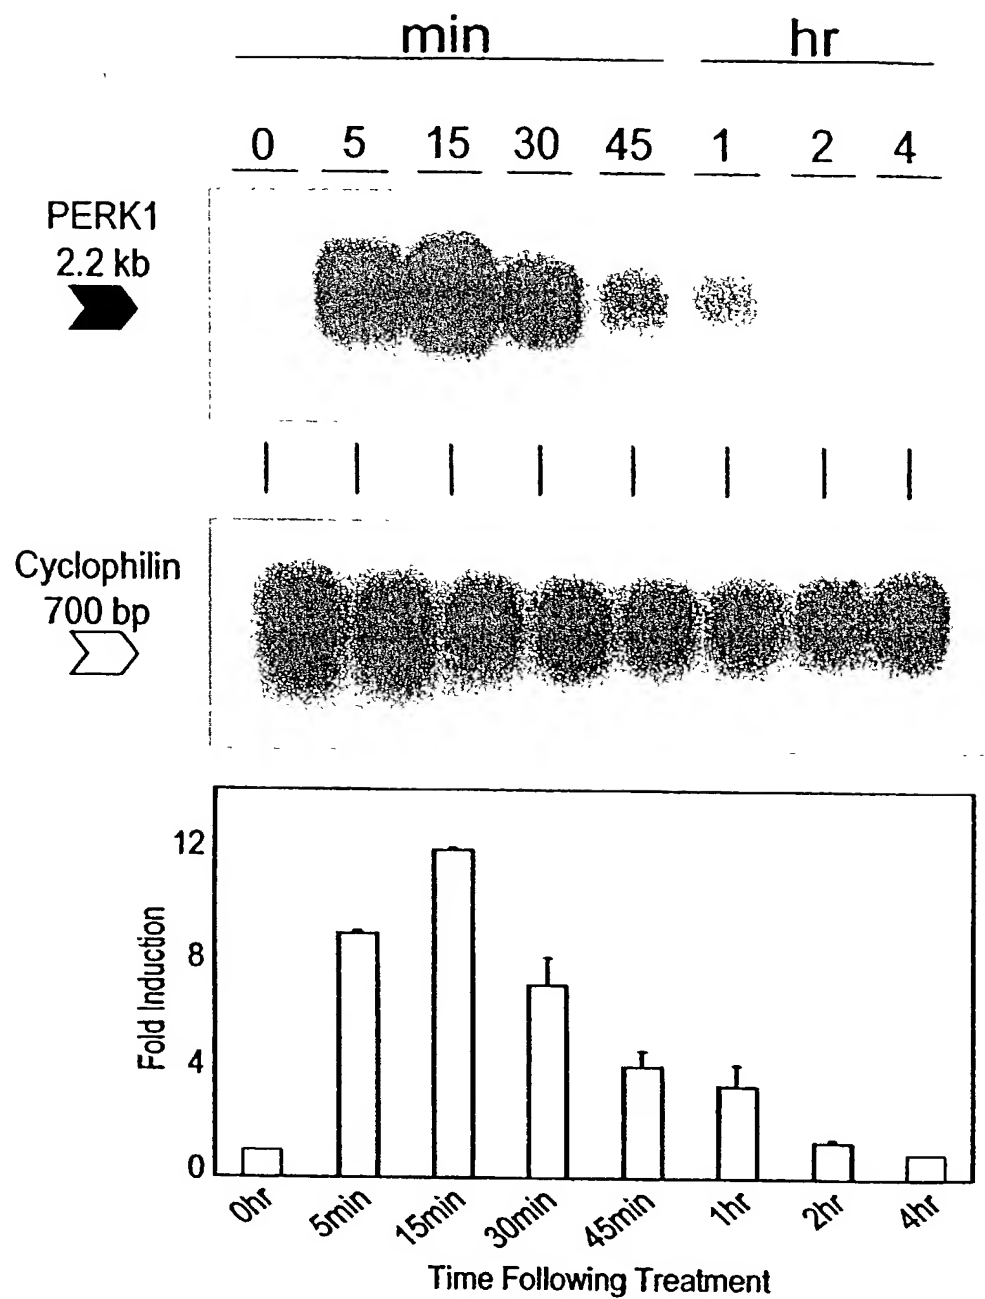 min hr
0 5 15 30 45 1 2 4
PERK1
2.2 kb
Cyclophilin
700 bp
12
8
4
0
Fold Induction
0hr 5min 15min 30min 45min 1hr 2hr 4hr
Time Following Treatment